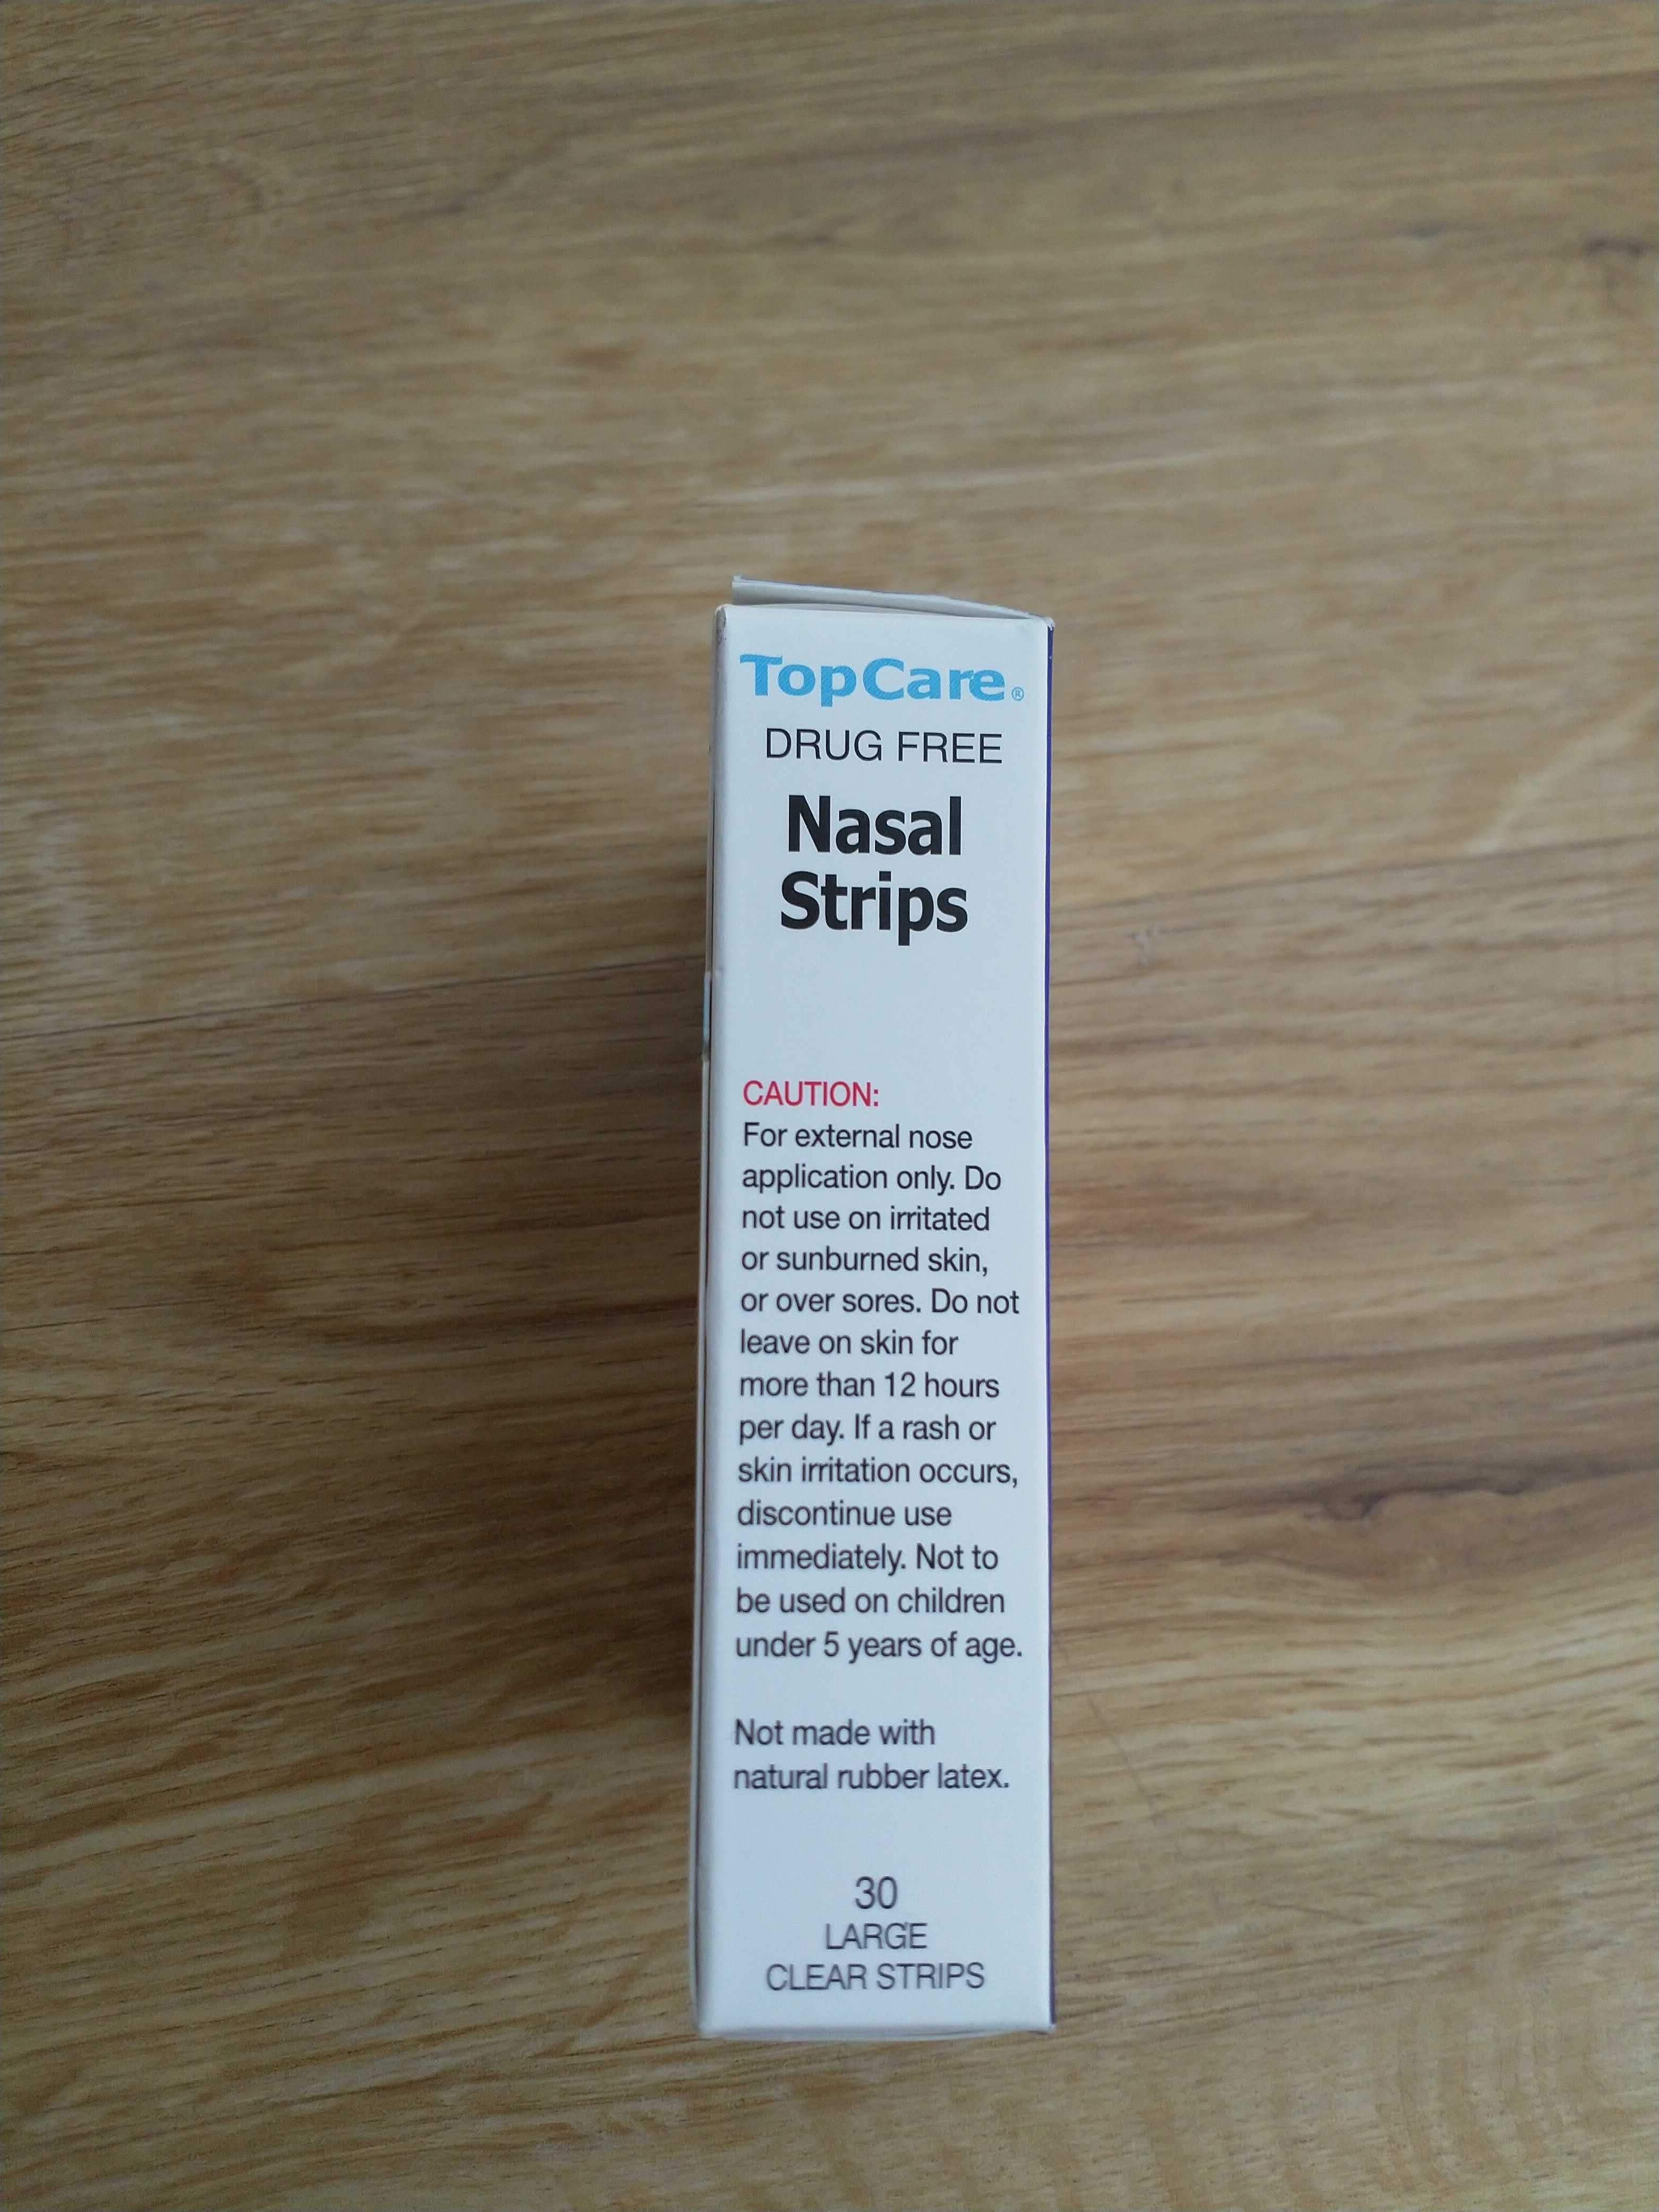 TopCare®
DRUG FREE
Nasal
Strips
CAUTION:
For external nose
application only. Do
not use on irritated
or sunburned skin,
or over sores. Do not
leave on skin for
more than 12 hours
per day. If a rash or
skin irritation occurs,
discontinue use
immediately. Not to
be used on children
under 5 years of age.
Not made with
natural rubber latex.
30
LARGE
CLEAR STRIPS